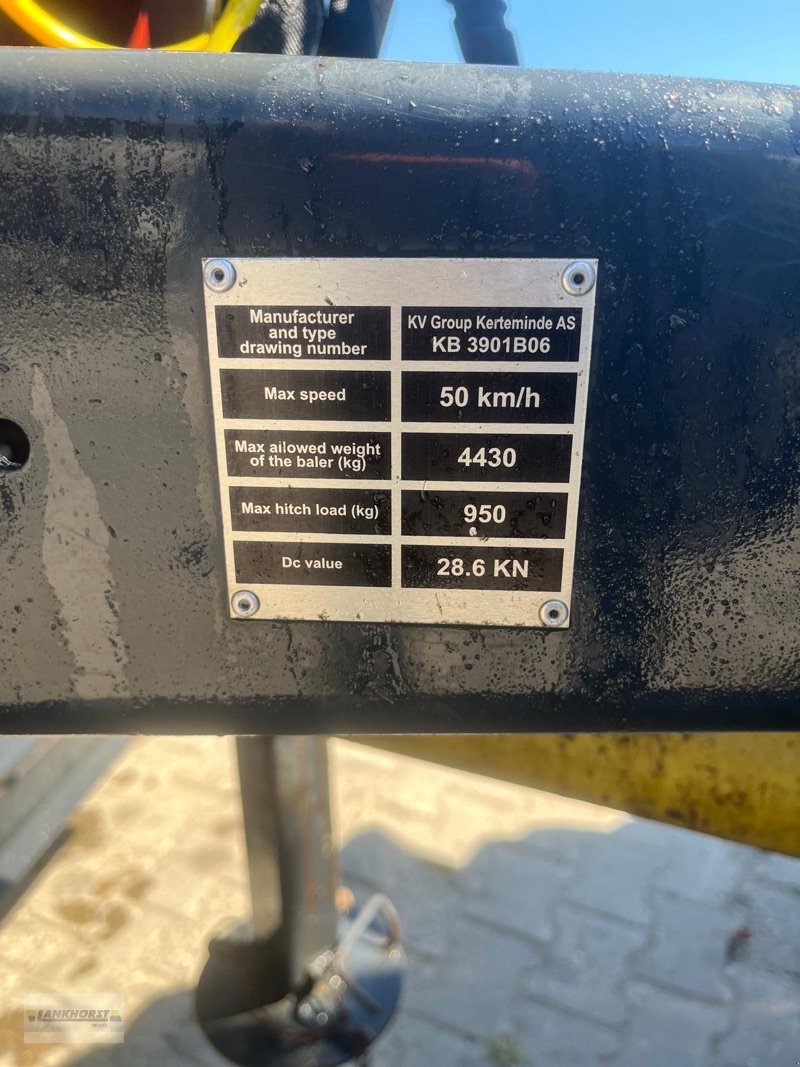 Manufacturer
and type
drawing number
KV Group Kerteminde AS
KB 3901B06
Max speed
50 km/h
Max allowed weight
of the baler (kg)
4430
Max hitch load (kg)
950
Dc value
28.6 KN
LANKHORST